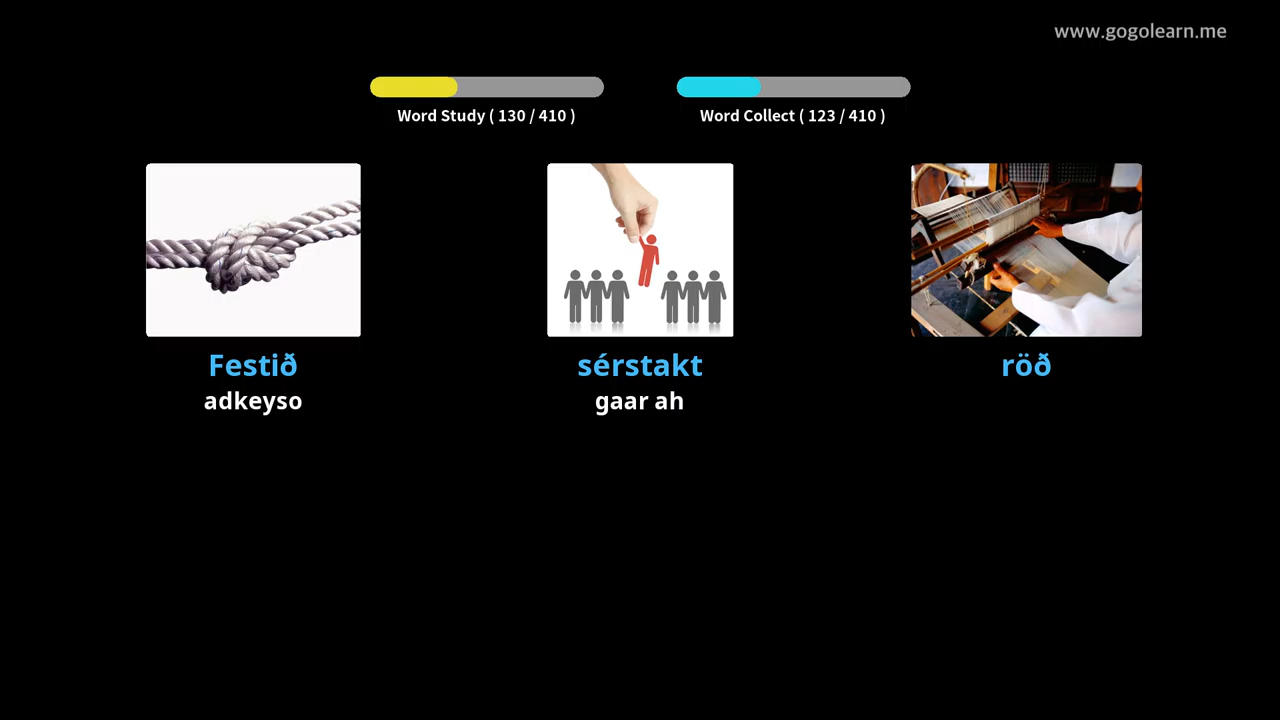 www.gogolearn.me
Word Study ( 130 / 410 )
Word Collect ( 123 / 410 )
Festið
adkeyso
sérstakt
gaar ah
röð